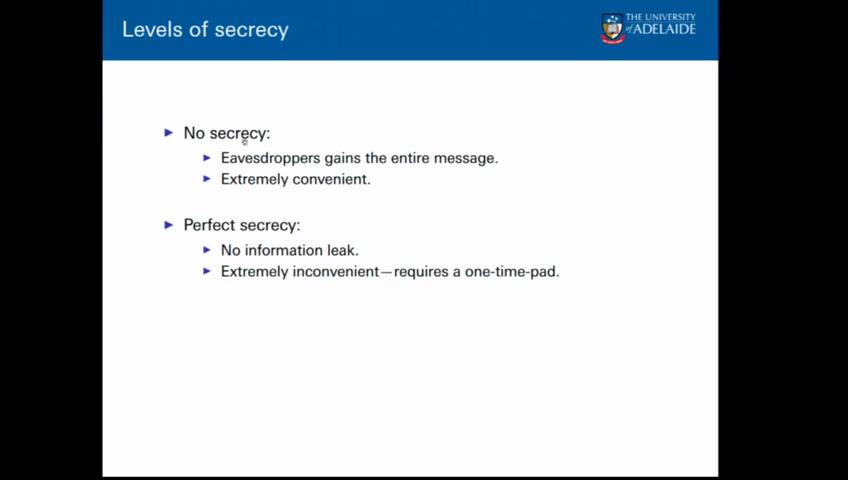 Levels of secrecy
THE UNIVERSITY
of ADELAIDE
No secrecy:
Eavesdroppers gains the entire message.
Extremely convenient.
Perfect secrecy:
No information leak.
Extremely inconvenient—requires a one-time-pad.